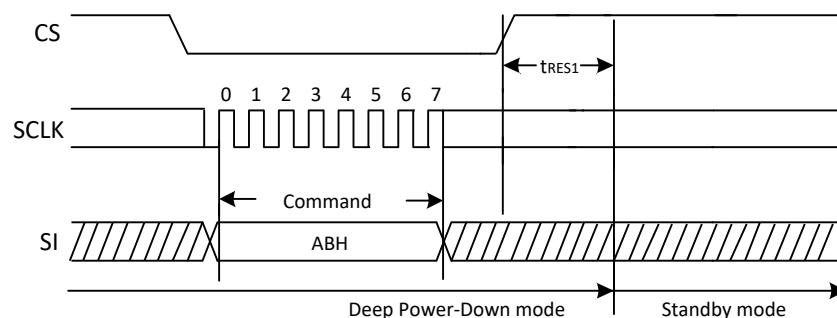 CS
tRES1
0 1 2 3 4 5 6 7
SCLK
Command
SI
ABH
Deep Power-Down mode
Standby mode